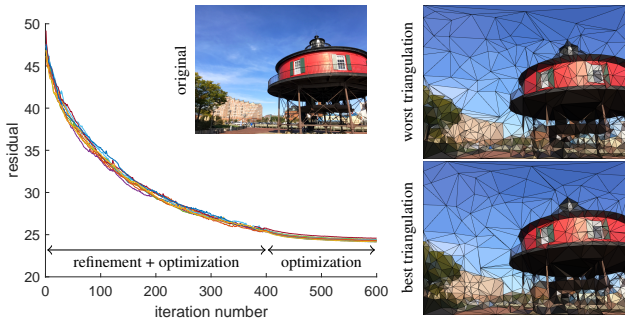 50
45
40
35
30
25
20
residual
0
100
200
300
400
500
600
iteration number
refinement + optimization
optimization
original
worst triangulation
best triangulation